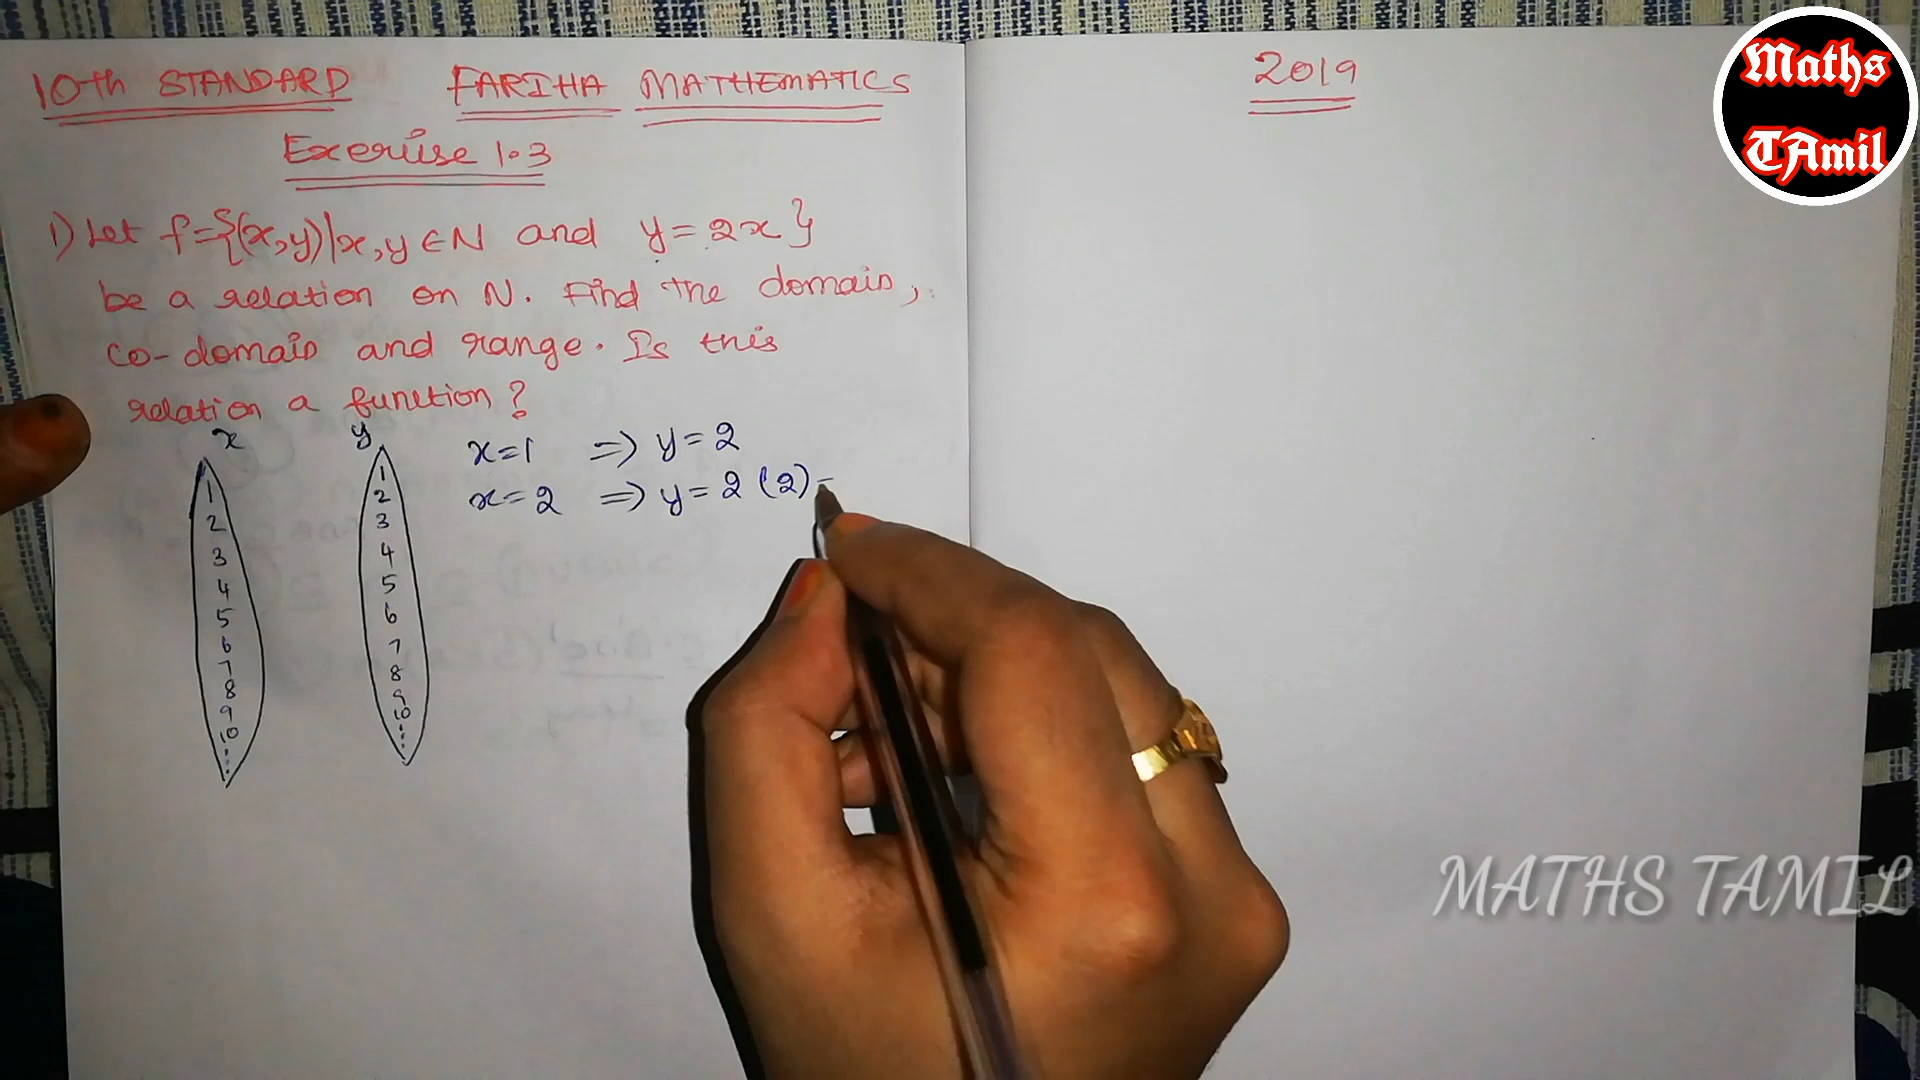 10th STANDARD FARIHA MATHEMATICS
Exercise 1.3
1) Let f={(x,y)|x,y∈N and y=2x}
be a relation on N. Find the domain,
co-domain and range. Is this
relation a function?
x
1
2
3
4
5
6
7
8
9
10
y
1
2
3
4
5
6
7
8
9
10
x=1 ⇒ y=2
x=2 ⇒ y=2(2)=
2019
Maths
TAmil
MATHS TAMIL